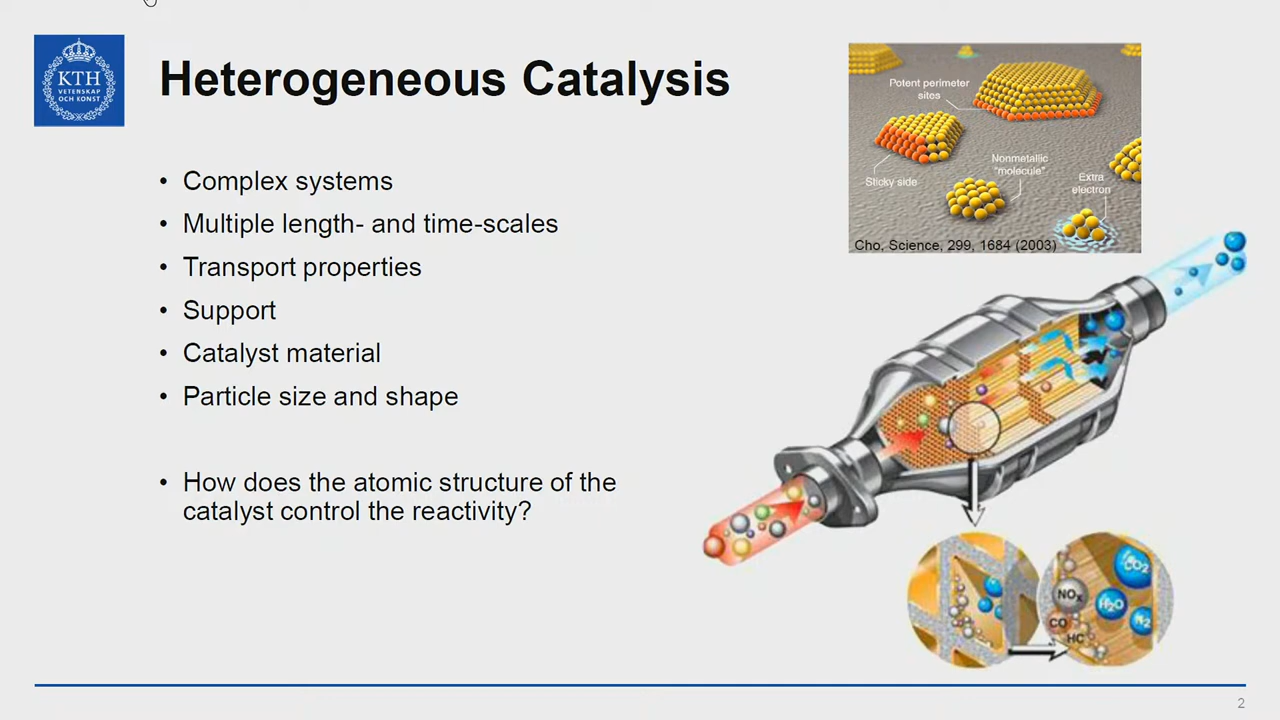 KTH
VETENSKAP
OCH KONST
Heterogeneous Catalysis
• Complex systems
• Multiple length- and time-scales
• Transport properties
• Support
• Catalyst material
• Particle size and shape
• How does the atomic structure of the
catalyst control the reactivity?
Potent perimeter
sites
Sticky side
Nonmetallic
"molecule"
Extra
electron
Cho, Science, 299, 1684 (2003)
NOx
CO
HC
CO2
H2O
N2
2